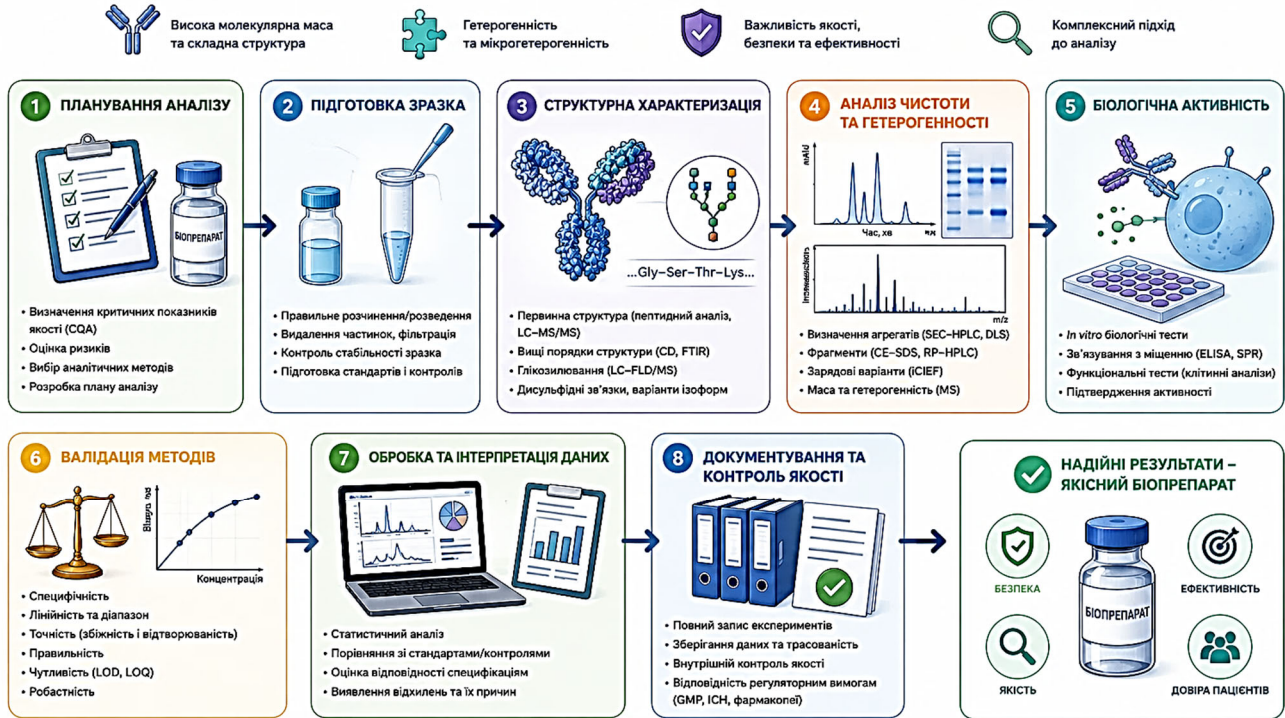 Висока молекулярна маса
та складна структура
Гетерогенність
та мікрогетерогенність
Важливість якості,
безпеки та ефективності
Комплексний підхід
до аналізу
1 ПЛАНУВАННЯ АНАЛІЗУ
БІОПРЕПАРАТ
• Визначення критичних показників
якості (CQA)
• Оцінка ризиків
• Вибір аналітичних методів
• Розробка плану аналізу
2 ПІДГОТОВКА ЗРАЗКА
• Правильне розчинення/розведення
• Видалення частинок, фільтрація
• Контроль стабільності зразка
• Підготовка стандартів і контролів
3 СТРУКТУРНА ХАРАКТЕРИЗАЦІЯ
...Gly–Ser–Thr–Lys...
• Первинна структура (пептидний аналіз,
LC–MS/MS)
• Вищі порядки структури (CD, FTIR)
• Глікозилювання (LC–FLD/MS)
• Дисульфідні зв'язки, варіанти ізоформ
4 АНАЛІЗ ЧИСТОТИ
ТА ГЕТЕРОГЕННОСТІ
Час, хв
m/z
• Визначення агрегатів (SEC–HPLC, DLS)
• Фрагменти (CE–SDS, RP–HPLC)
• Зарядові варіанти (iCIEF)
• Маса та гетерогенність (MS)
5 БІОЛОГІЧНА АКТИВНІСТЬ
• In vitro біологічні тести
• Зв'язування з міщенню (ELISA, SPR)
• Функціональні тести (клітинні аналізи)
• Підтвердження активності
6 ВАЛІДАЦІЯ МЕТОДІВ
Концентрація
• Специфічність
• Лінійність та діапазон
• Точність (збіжність і відтворюваність)
• Правильність
• Чутливість (LOD, LOQ)
• Робастність
7 ОБРОБКА ТА ІНТЕРПРЕТАЦІЯ ДАНИХ
• Статистичний аналіз
• Порівняння зі стандартами/контролями
• Оцінка відповідності специфікаціям
• Виявлення відхилень та їх причин
8 ДОКУМЕНТУВАННЯ ТА
КОНТРОЛЬ ЯКОСТІ
• Повний запис експериментів
• Зберігання даних та трасованість
• Внутрішній контроль якості
• Відповідність регуляторним вимогам
(GMP, ICH, фармакопеї)
НАДІЙНІ РЕЗУЛЬТАТИ –
ЯКІСНИЙ БІОПРЕПАРАТ
БЕЗПЕКА
ЕФЕКТИВНІСТЬ
БІОПРЕПАРАТ
ЯКІСТЬ
ДОВІРА ПАЦІЄНТІВ